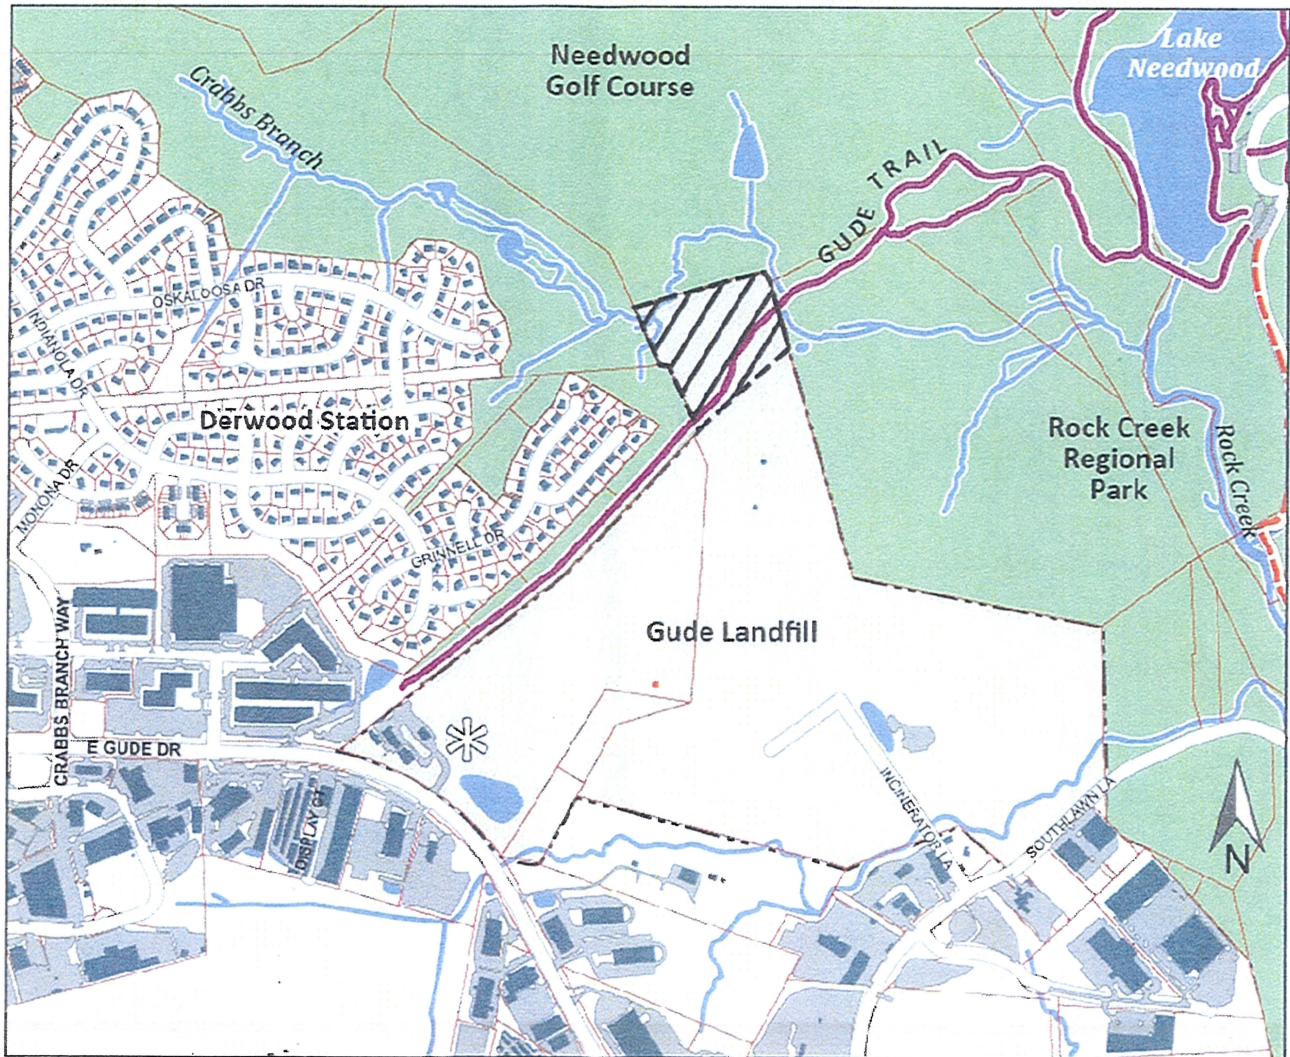 Needwood
Golf Course
Lake
Needwood
Crabbs Branch
GUDE TRAIL
OSKALOOSA DR
INDIANOLA DR
Derwood Station
Rock Creek
Regional
Park
Rock Creek
MONONA DR
GRINNELL DR
Gude Landfill
CRABBS BRANCH WAY
E GUDE DR
DISPLAY CT
INCINERATOR LA
SOUTHLAWN LA
N